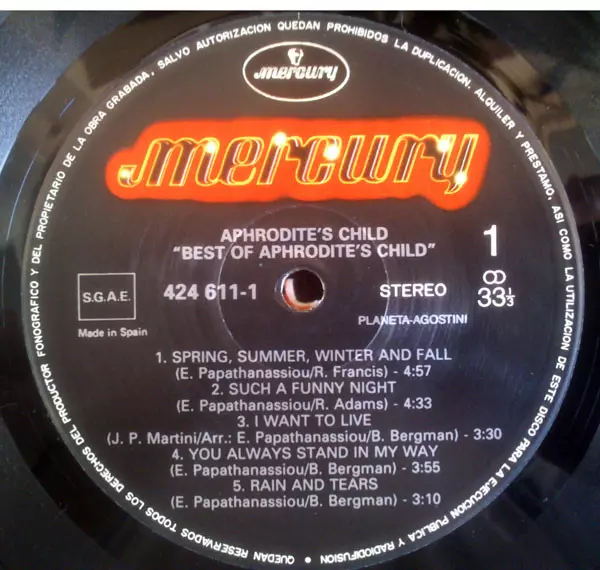 QUEDAN RESERVADOS TODOS LOS DERECHOS DEL PRODUCTOR FONOGRAFICO Y DEL PROPIETARIO DE LA OBRA GRABADA, SALVO AUTORIZACION QUEDAN PROHIBIDOS LA DUPLICACION, ALQUILER Y PRESTAMO, ASI COMO LA UTILIZACION DE ESTE DISCO PARA LA EJECUCION PUBLICA Y RADIODIFUSION
mercury
mercury
APHRODITE'S CHILD
"BEST OF APHRODITE'S CHILD"
1
S.G.A.E.
424 611-1
STEREO
33⅓
Made in Spain
PLANETA-AGOSTINI
1. SPRING, SUMMER, WINTER AND FALL
(E. Papathanassiou/R. Francis) - 4:57
2. SUCH A FUNNY NIGHT
(E. Papathanassiou/R. Adams) - 4:33
3. I WANT TO LIVE
(J. P. Martini/Arr.: E. Papathanassiou/B. Bergman) - 3:30
4. YOU ALWAYS STAND IN MY WAY
(E. Papathanassiou/B. Bergman) - 3:55
5. RAIN AND TEARS
(E. Papathanassiou/B. Bergman) - 3:10